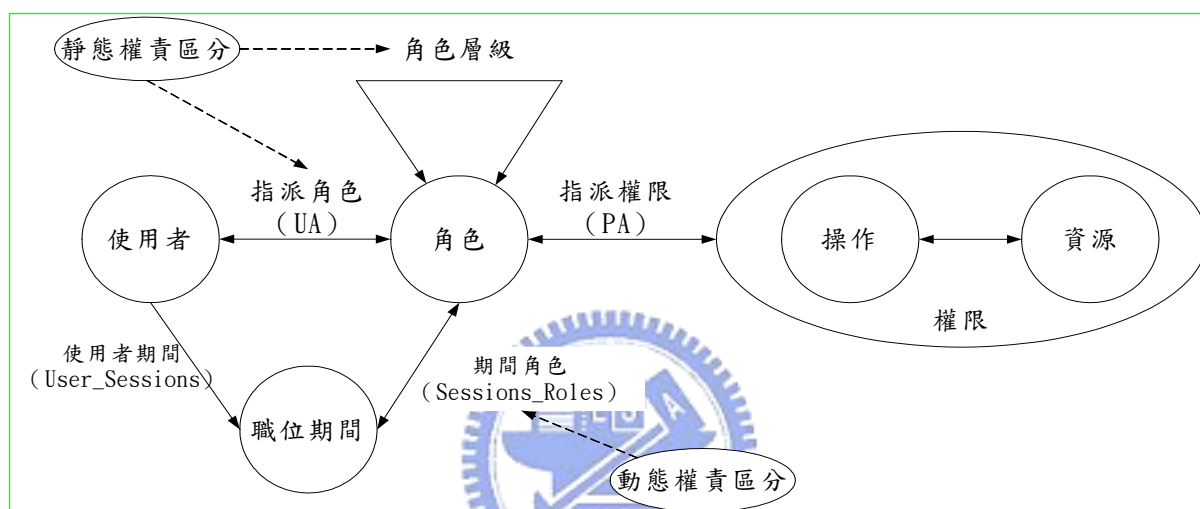 靜態權責區分
角色層級
指派角色
(UA)
指派權限
(PA)
使用者
角色
操作
資源
權限
使用者期間
(User_Sessions)
期間角色
(Sessions_Roles)
職位期間
動態權責區分